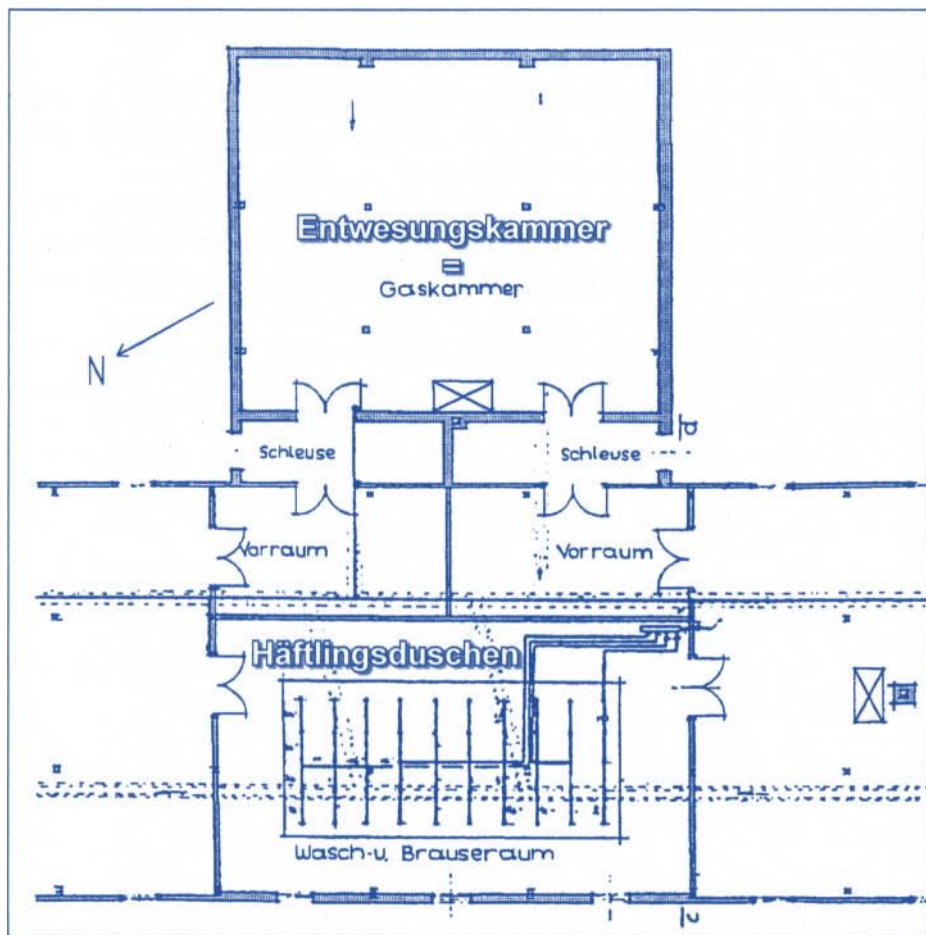 Entwesungskammer
=
Gaskammer
N
Schleuse
Schleuse
d
Vorraum
Vorraum
Häftlingsduschen
Wasch-u. Brauseraum
c